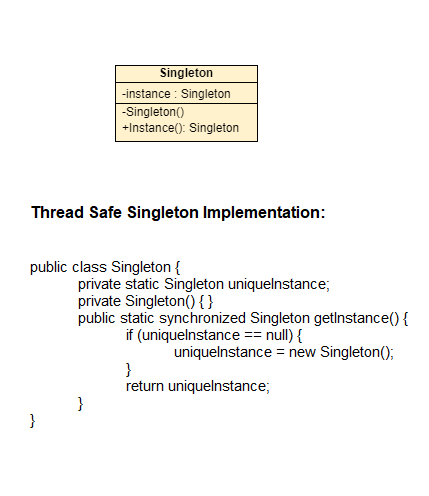 Singleton
-instance : Singleton
-Singleton()
+Instance(): Singleton
Thread Safe Singleton Implementation:
public class Singleton {
private static Singleton uniqueInstance;
private Singleton() { }
public static synchronized Singleton getInstance() {
if (uniqueInstance == null) {
uniqueInstance = new Singleton();
}
return uniqueInstance;
}
}